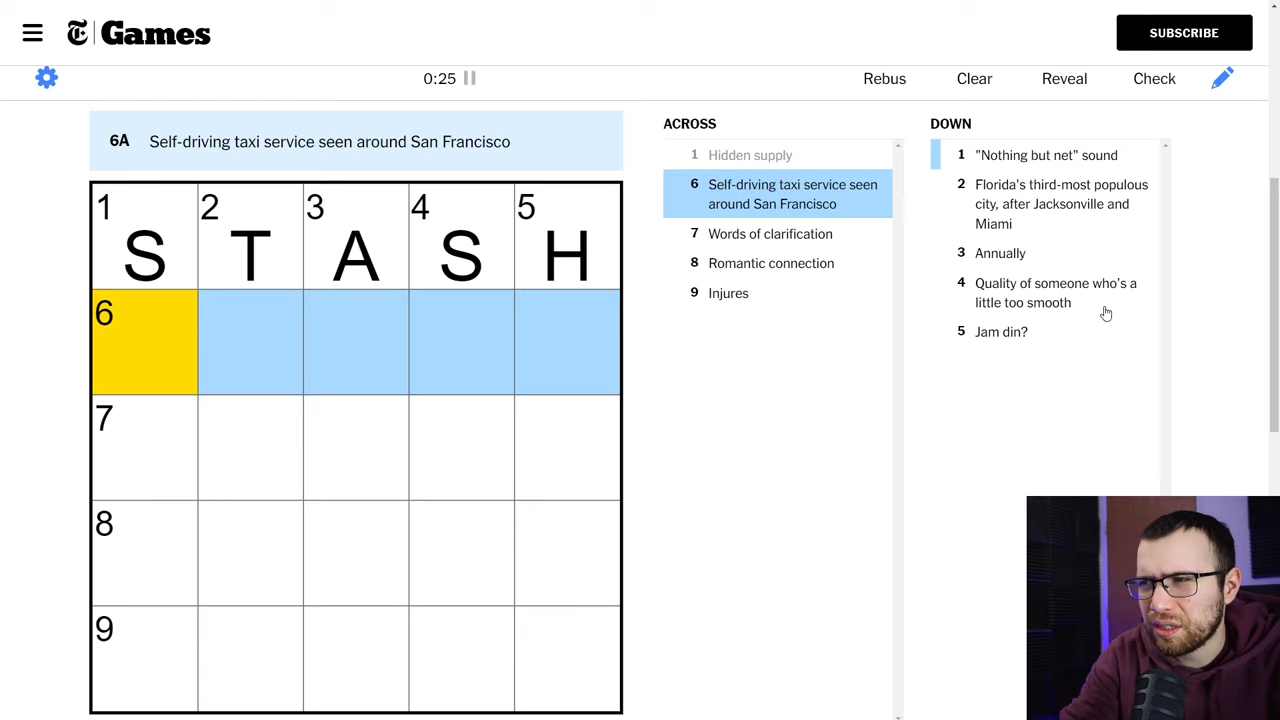 Games
SUBSCRIBE
0:25
Rebus
Clear
Reveal
Check
6A Self-driving taxi service seen around San Francisco
1 2 3 4 5
S T A S H
6
7
8
9
ACROSS
1 Hidden supply
6 Self-driving taxi service seen
around San Francisco
7 Words of clarification
8 Romantic connection
9 Injures
DOWN
1 "Nothing but net" sound
2 Florida's third-most populous
city, after Jacksonville and
Miami
3 Annually
4 Quality of someone who's a
little too smooth
5 Jam din?